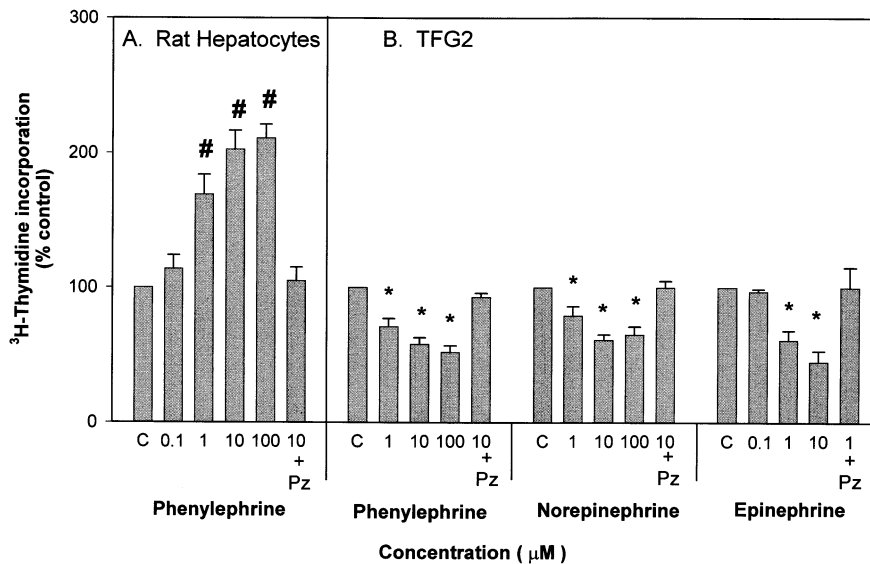 300
200
100
0
³H-Thymidine incorporation
(% control)
A. Rat Hepatocytes
B. TFG2
#
#
#
*
*
*
*
*
*
*
*
C 0.1 1 10 100 10
+
Pz
C 1 10 100 10
+
Pz
C 1 10 100 10
+
Pz
C 0.1 1 10 1
+
Pz
Phenylephrine
Phenylephrine
Norepinephrine
Epinephrine
Concentration ( μM )